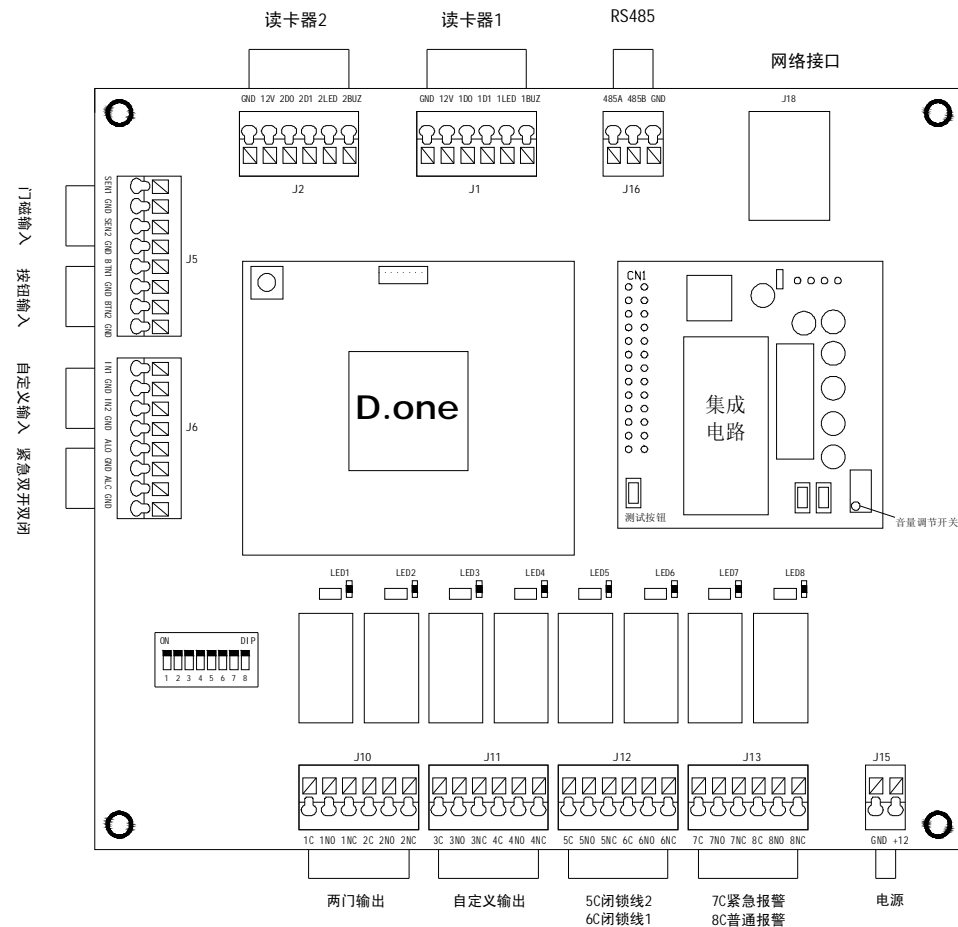 读卡器2 读卡器1 RS485
网络接口
GND 12V 2D0 2D1 2LED 2BUZ
GND 12V 1D0 1D1 1LED 1BUZ
485A 485B GND
J18
J2
J1
J16
门磁输入
SEN1 GND SEN2 GND BTN1 GND BTN2 GND
J5
按钮输入
自定义输入
IN1 GND IN2 GND ALO GND ALC GND
J6
紧急双开双闭
D.one
CN1
集成
电路
测试按钮
音量调节开关
LED1 LED2 LED3 LED4 LED5 LED6 LED7 LED8
ON DIP
1 2 3 4 5 6 7 8
J10 J11 J12 J13 J15
1C 1NO 1NC 2C 2NO 2NC
3C 3NO 3NC 4C 4NO 4NC
5C 5NO 5NC 6C 6NO 6NC
7C 7NO 7NC 8C 8NO 8NC
GND +12
两门输出
自定义输出
5C闭锁线2
6C闭锁线1
7C紧急报警
8C普通报警
电源